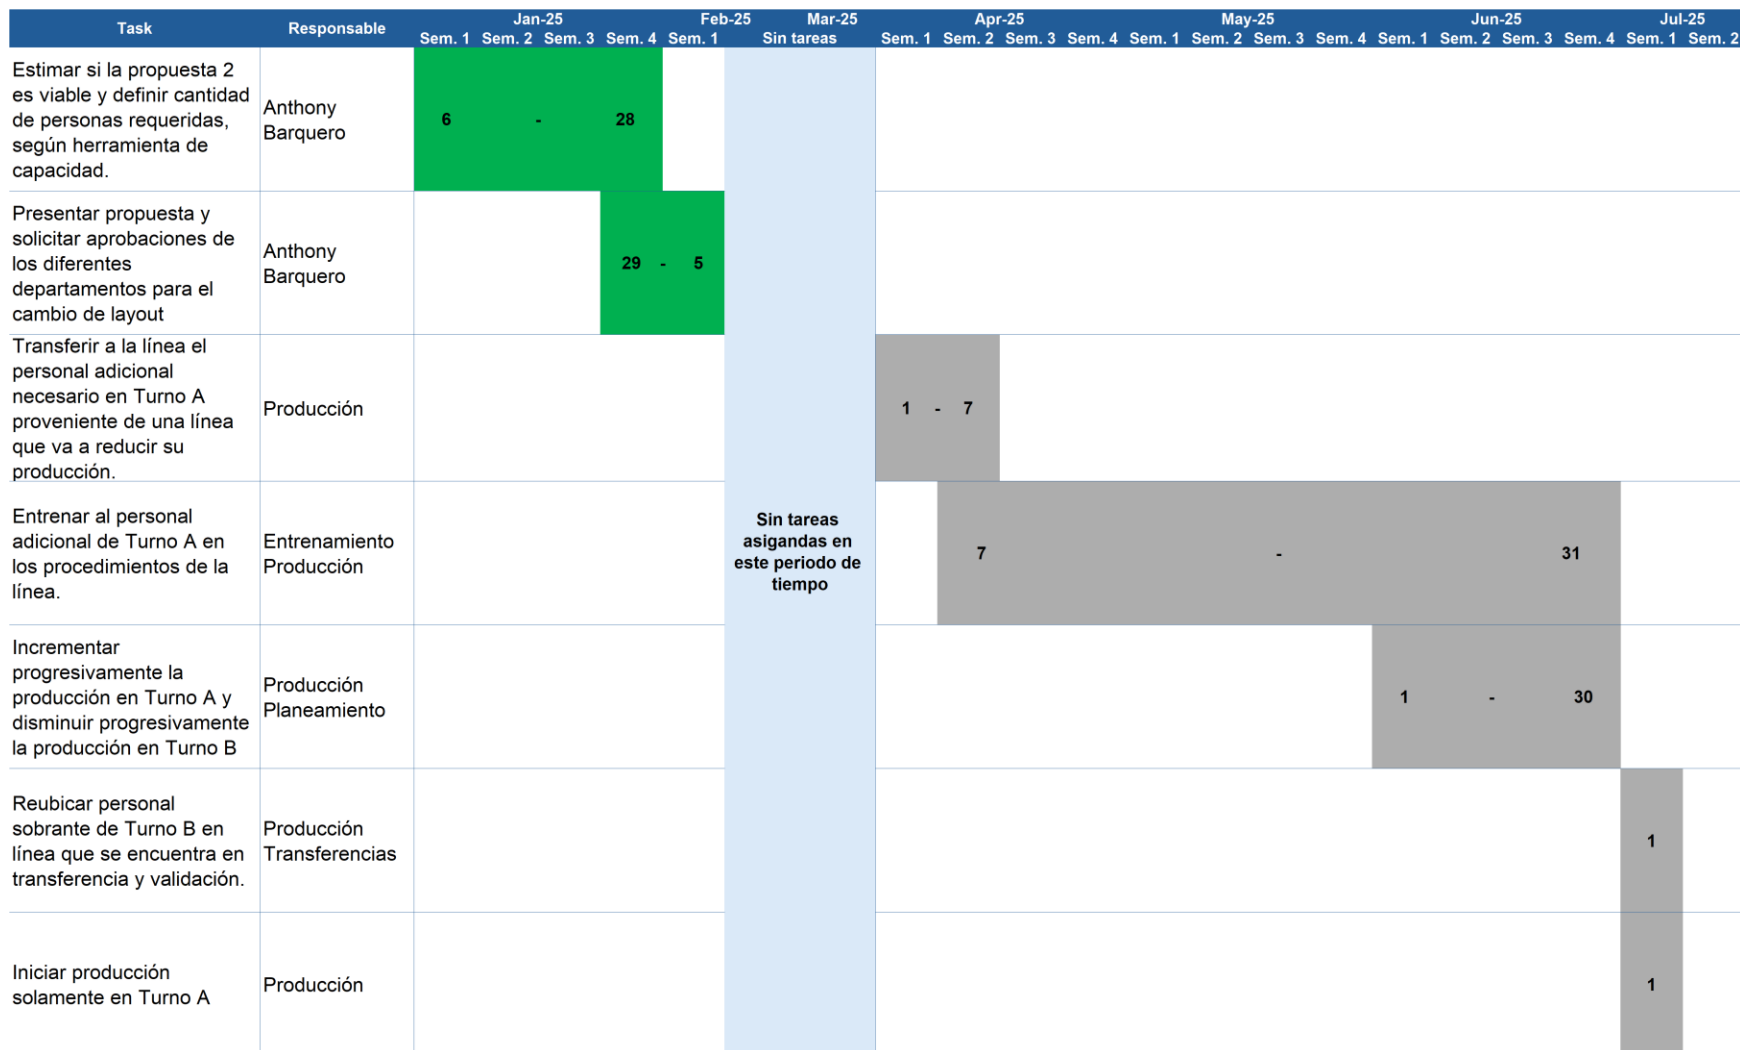 Task Responsable Jan-25 Feb-25 Mar-25 Apr-25 May-25 Jun-25 Jul-25
Sem. 1 Sem. 2 Sem. 3 Sem. 4 Sem. 1 Sin tareas Sem. 1 Sem. 2 Sem. 3 Sem. 4 Sem. 1 Sem. 2 Sem. 3 Sem. 4 Sem. 1 Sem. 2 Sem. 3 Sem. 4 Sem. 1 Sem. 2
Estimar si la propuesta 2
es viable y definir cantidad
de personas requeridas,
según herramienta de
capacidad.
Anthony
Barquero
6 - 28
Presentar propuesta y
solicitar aprobaciones de
los diferentes
departamentos para el
cambio de layout
Anthony
Barquero
29 - 5
Transferir a la línea el
personal adicional
necesario en Turno A
proveniente de una línea
que va a reducir su
producción.
Producción
1 - 7
Entrenar al personal
adicional de Turno A en
los procedimientos de la
línea.
Entrenamiento
Producción
Sin tareas
asigandas en
este periodo de
tiempo
7 - 31
Incrementar
progresivamente la
producción en Turno A y
disminuir progresivamente
la producción en Turno B
Producción
Planeamiento
1 - 30
Reubicar personal
sobrante de Turno B en
línea que se encuentra en
transferencia y validación.
Producción
Transferencias
1
Iniciar producción
solamente en Turno A
Producción
1